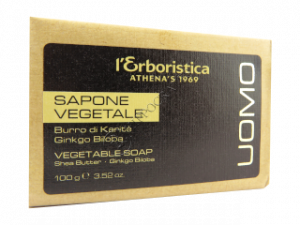 l'Erboristica
ATHENA'S 1969
SAPONE
VEGETALE
Burro di Karité
Ginkgo Biloba
VEGETABLE SOAP
Shea Butter - Ginkgo Biloba
100 g e 3.52 oz
UOMO